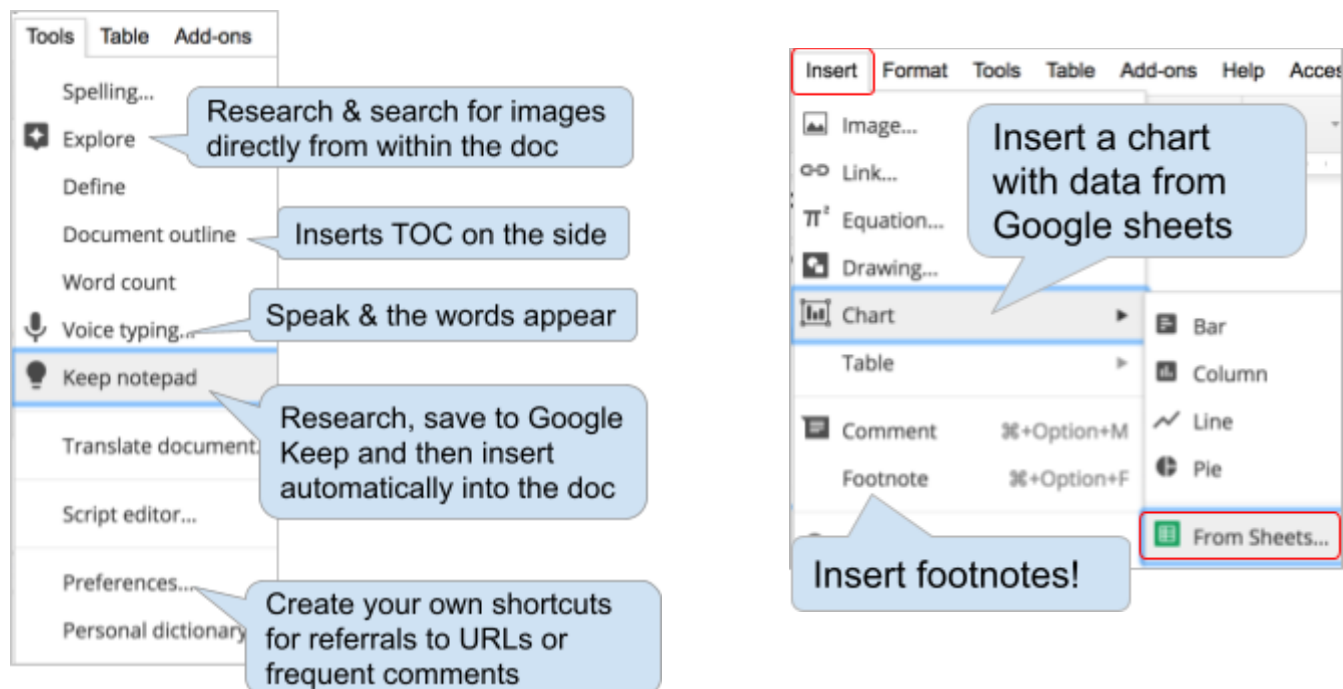 Tools Table Add-ons
Spelling...
Explore
Research & search for images
directly from within the doc
Define
Document outline
Inserts TOC on the side
Word count
Voice typing...
Speak & the words appear
Keep notepad
Research, save to Google
Keep and then insert
automatically into the doc
Translate document.
Script editor...
Preferences...
Personal dictionary
Create your own shortcuts
for referrals to URLs or
frequent comments
Insert Format Tools Table Add-ons Help Acces
Image...
Link...
π² Equation...
Drawing...
Insert a chart
with data from
Google sheets
Chart
Table
Comment ⌘+Option+M
Footnote ⌘+Option+F
Insert footnotes!
Bar
Column
Line
Pie
From Sheets...